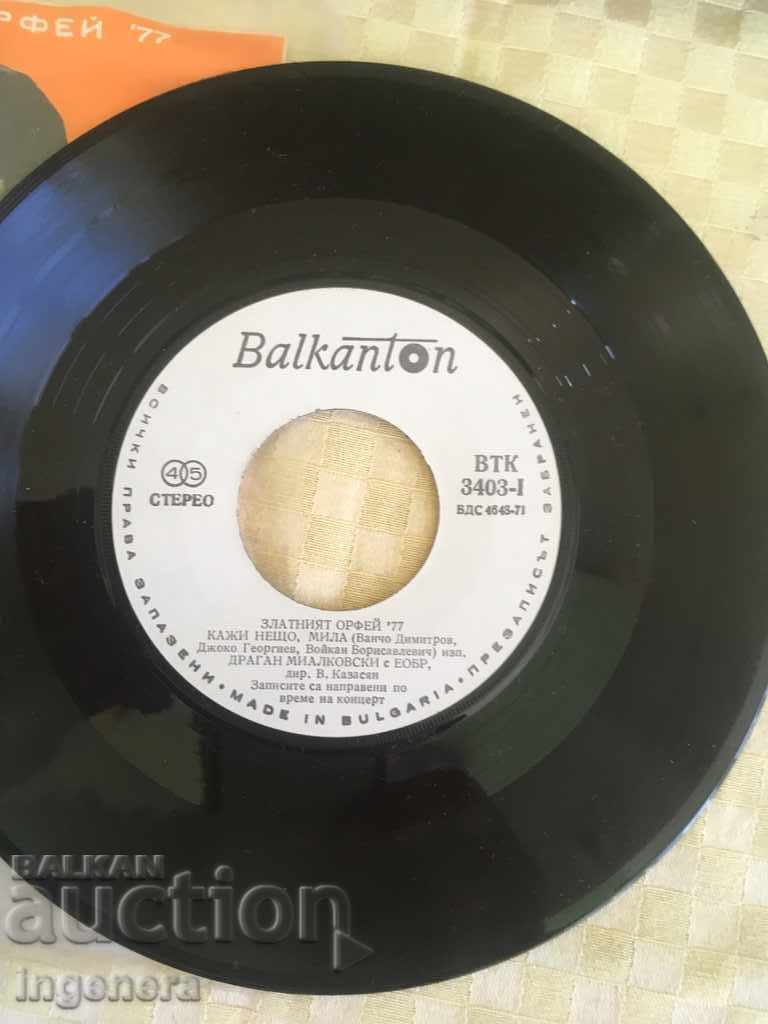 ОРФЕЙ '77
Balkanton
45
СТЕРЕО
ВТК
3403-I
БДС 4643-71
ЗЛАТНИЯТ ОРФЕЙ '77
КАЖИ НЕЩО, МИЛА (Ванчо Димитров,
Джоко Георгиев, Войкан Борисавлевич) изп.
ДРАГАН МИАЛКОВСКИ с ЕОБР,
дир. В. Казасян
Записите са направени по
време на концерт
ВСИЧКИ ПРАВА ЗАПАЗЕНИ • MADE IN BULGARIA • ПРЕЗАПИСЪТ ЗАБРАНЕН
BALKAN
auction
ingenera